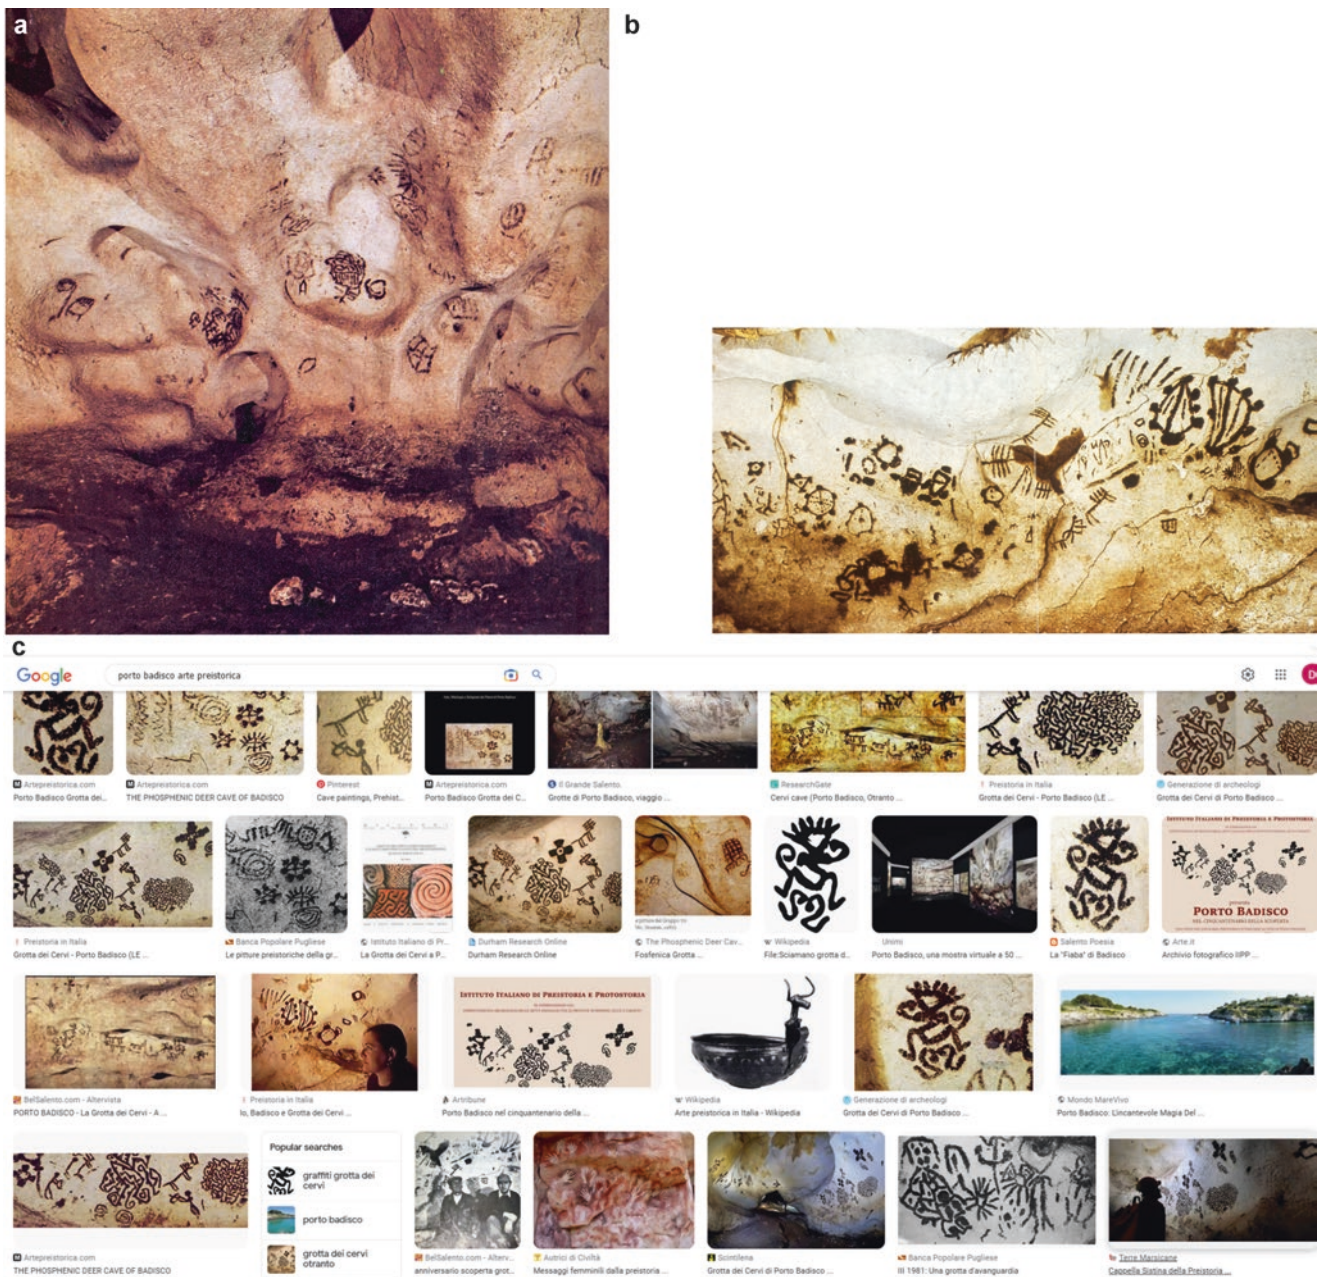 a
b
c
Google
porto badisco arte preistorica
Artepreistorica.com
Porto Badisco Grotta dei...
Artepreistorica.com
THE PHOSPHENIC DEER CAVE OF BADISCO
Pinterest
Cave paintings, Prehist...
Artepreistorica.com
Porto Badisco Grotta dei C...
Il Grande Salento.
Grotte di Porto Badisco, viaggio ...
ResearchGate
Cervi cave (Porto Badisco, Otranto ...
Preistoria in Italia
Grotta dei Cervi - Porto Badisco (LE ...
Generazione di archeologi
Grotta dei Cervi di Porto Badisco ...
ISTITUTO ITALIANO DI PREISTORIA E PROTOSTORIA
presenta
PORTO BADISCO
NEL CINQUANTENARIO DELLA SCOPERTA
Preistoria in Italia
Grotta dei Cervi - Porto Badisco (LE ...
Banca Popolare Pugliese
Le pitture preistoriche della gr...
Istituto Italiano di Pr...
La Grotta dei Cervi a P...
Durham Research Online
Durham Research Online
The Phosphenic Deer Cav...
Fosfenica Grotta ...
Wikipedia
File:Sciamano grotta d...
Unimi
Porto Badisco, una mostra virtuale a 50 ...
Salento Poesia
La "Fiaba" di Badisco
Arte.it
Archivio fotografico IIPP ...
ISTITUTO ITALIANO DI PREISTORIA E PROTOSTORIA
BelSalento.com - Altervista
PORTO BADISCO - La Grotta dei Cervi - A ...
Preistoria in Italia
Io, Badisco e Grotta dei Cervi ...
Artribune
Porto Badisco nel cinquantenario della ...
Wikipedia
Arte preistorica in Italia - Wikipedia
Generazione di archeologi
Grotta dei Cervi di Porto Badisco ...
Mondo MareVivo
Porto Badisco: L'incantevole Magia Del ...
Popular searches
graffiti grotta dei
cervi
porto badisco
grotta dei cervi
otranto
Artepreistorica.com
THE PHOSPHENIC DEER CAVE OF BADISCO
BelSalento.com - Alterv...
anniversario scoperta grot...
Autrici di Civiltà
Messaggi femminili dalla preistoria ...
Scintilena
Grotta dei Cervi di Porto Badisco ...
Banca Popolare Pugliese
III 1981: Una grotta d'avanguardia
Terre Marsicane
Cappella Sistina della Preistoria ...